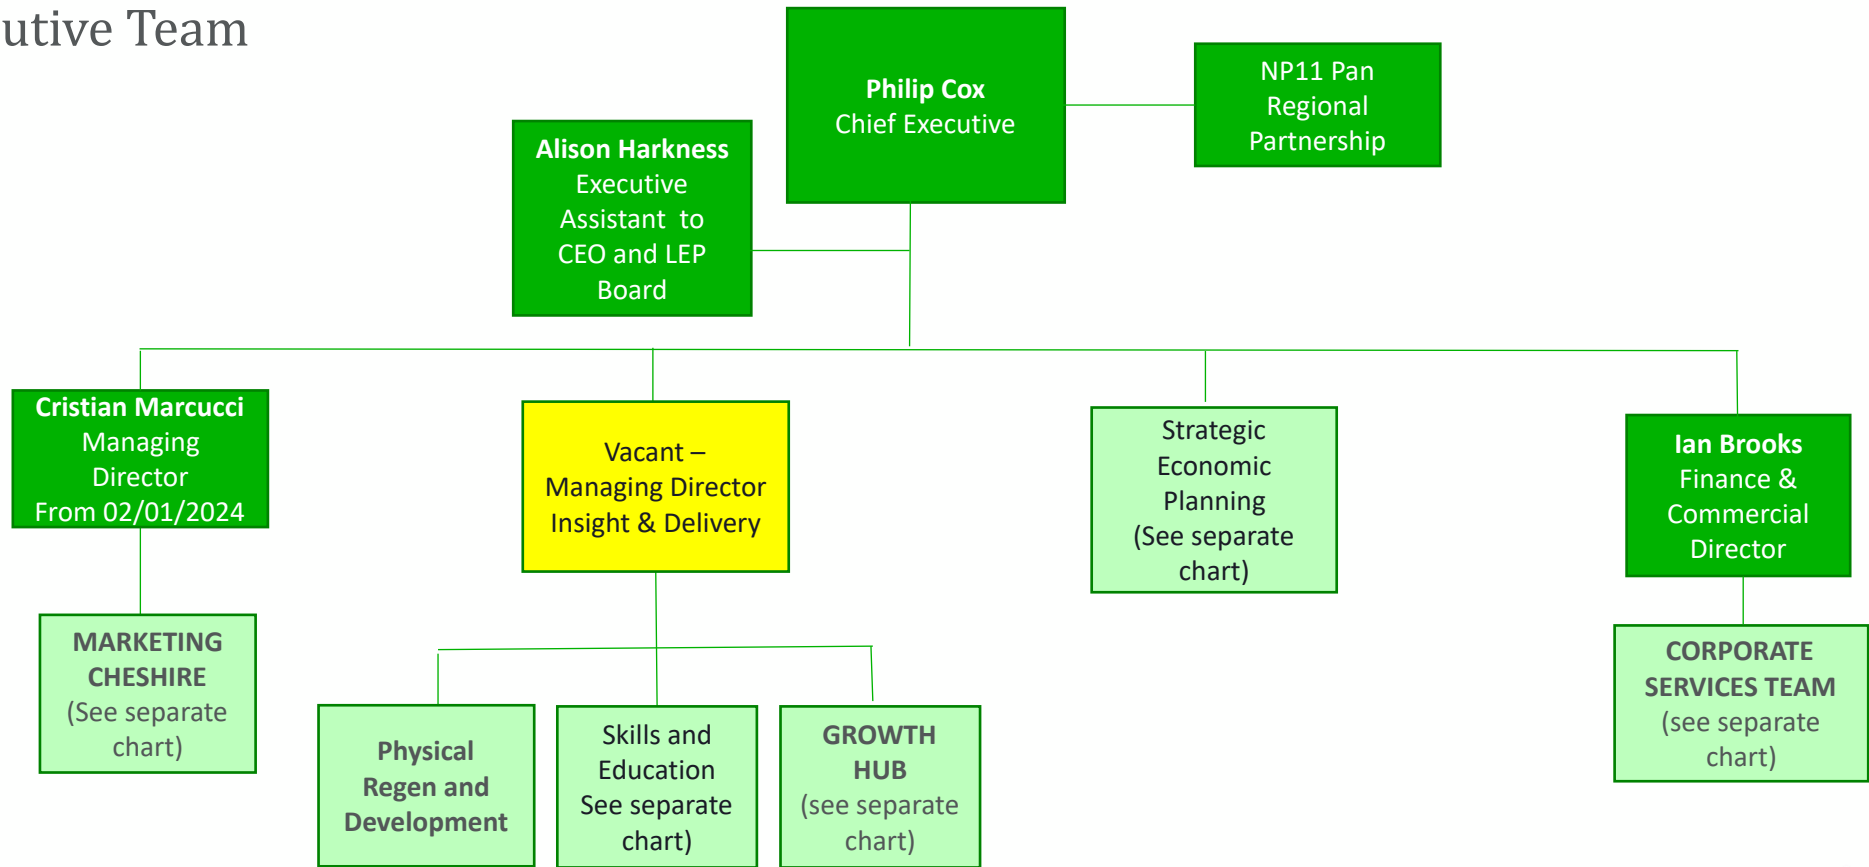 utive Team
Philip Cox
Chief Executive
NP11 Pan
Regional
Partnership
Alison Harkness
Executive
Assistant to
CEO and LEP
Board
Cristian Marcucci
Managing
Director
From 02/01/2024
Vacant –
Managing Director
Insight & Delivery
Strategic
Economic
Planning
(See separate
chart)
Ian Brooks
Finance &
Commercial
Director
MARKETING
CHESHIRE
(See separate
chart)
Physical
Regen and
Development
Skills and
Education
See separate
chart)
GROWTH
HUB
(see separate
chart)
CORPORATE
SERVICES TEAM
(see separate
chart)